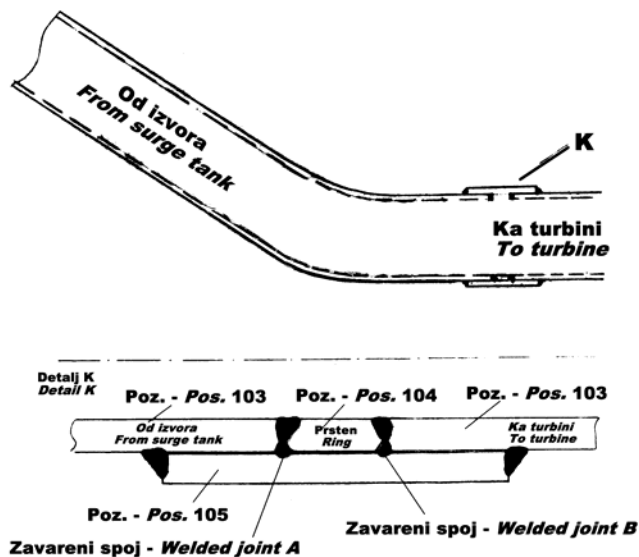 Od izvora
From surge tank
K
Ka turbini
To turbine
Detalj K
Detail K
Poz. - Pos. 103
Poz. - Pos. 104
Poz. - Pos. 103
Od izvora
From surge tank
Prsten
Ring
Ka turbini
To turbine
Poz. - Pos. 105
Zavareni spoj - Welded joint A
Zavareni spoj - Welded joint B